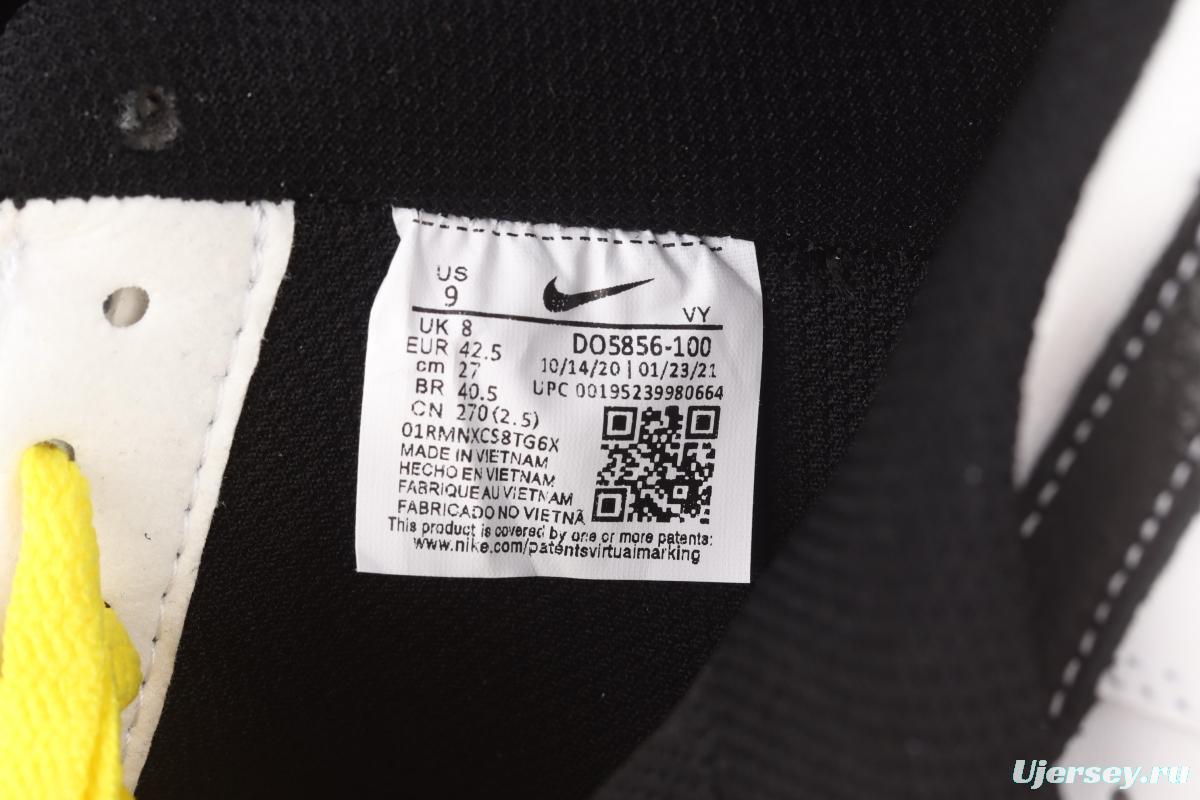 US
9
VY
UK 8
EUR 42.5
cm 27
BR 40.5
CN 270(2.5)
DO5856-100
10/14/20 | 01/23/21
UPC 00195239980664
01RMNXCS8TG6X
MADE IN VIETNAM
HECHO EN VIETNAM
FABRIQUE AU VIETNAM
FABRICADO NO VIETNÃ
This product is covered by one or more patents:
www.nike.com/patentsvirtualmarking
Ujersey.ru